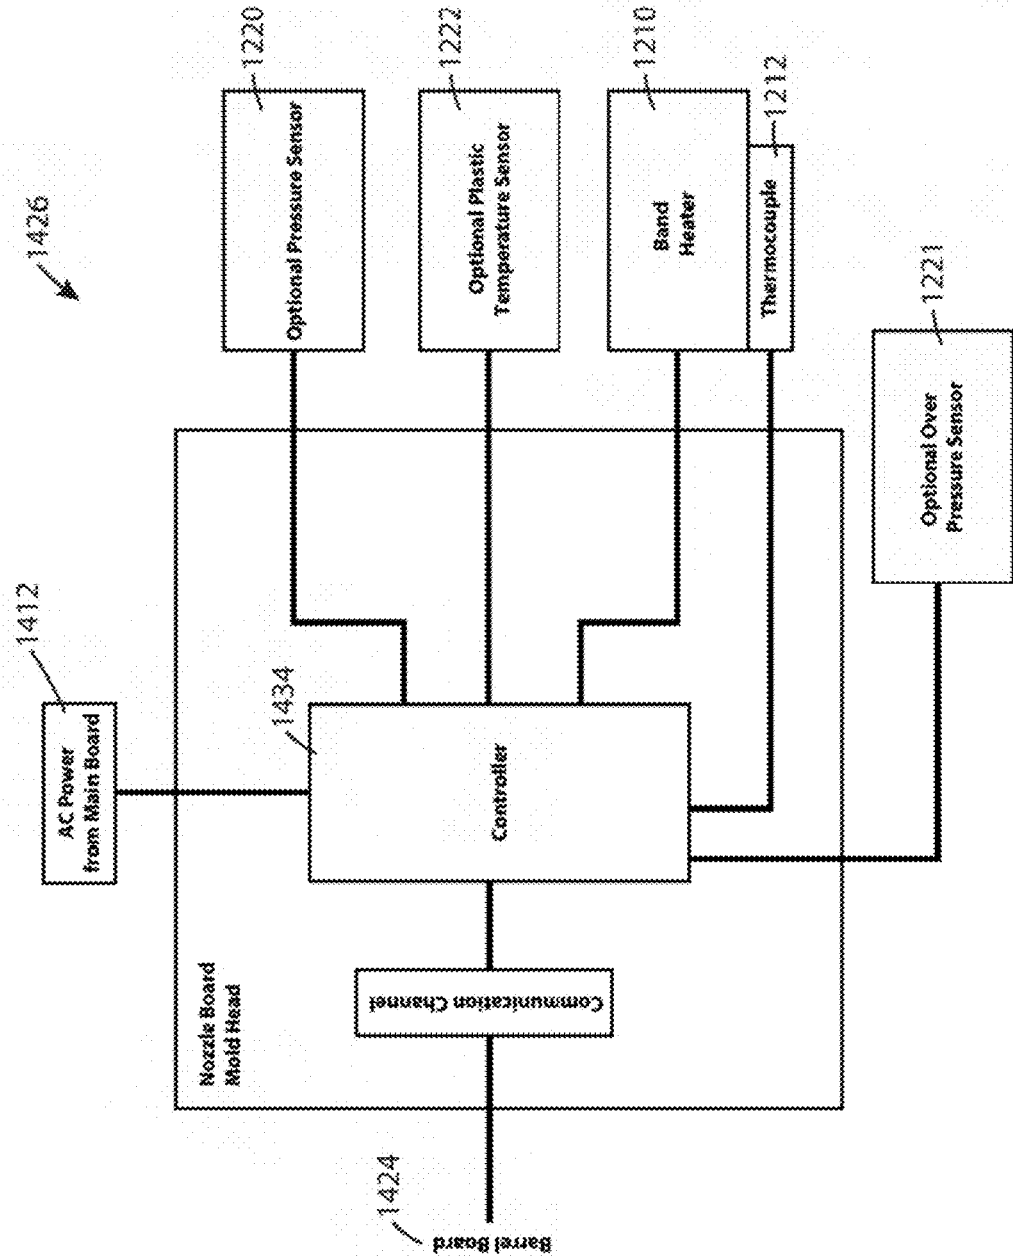 1426
1412
AC Power
from Main Board
Nozzle Board
Mold Head
1434
Controller
Communication Channel
1424
Barrel Board
1220
Optional Pressure Sensor
1222
Optional Plastic
Temperature Sensor
1210
Band
Heater
1212
Thermocouple
1221
Optional Over
Pressure Sensor